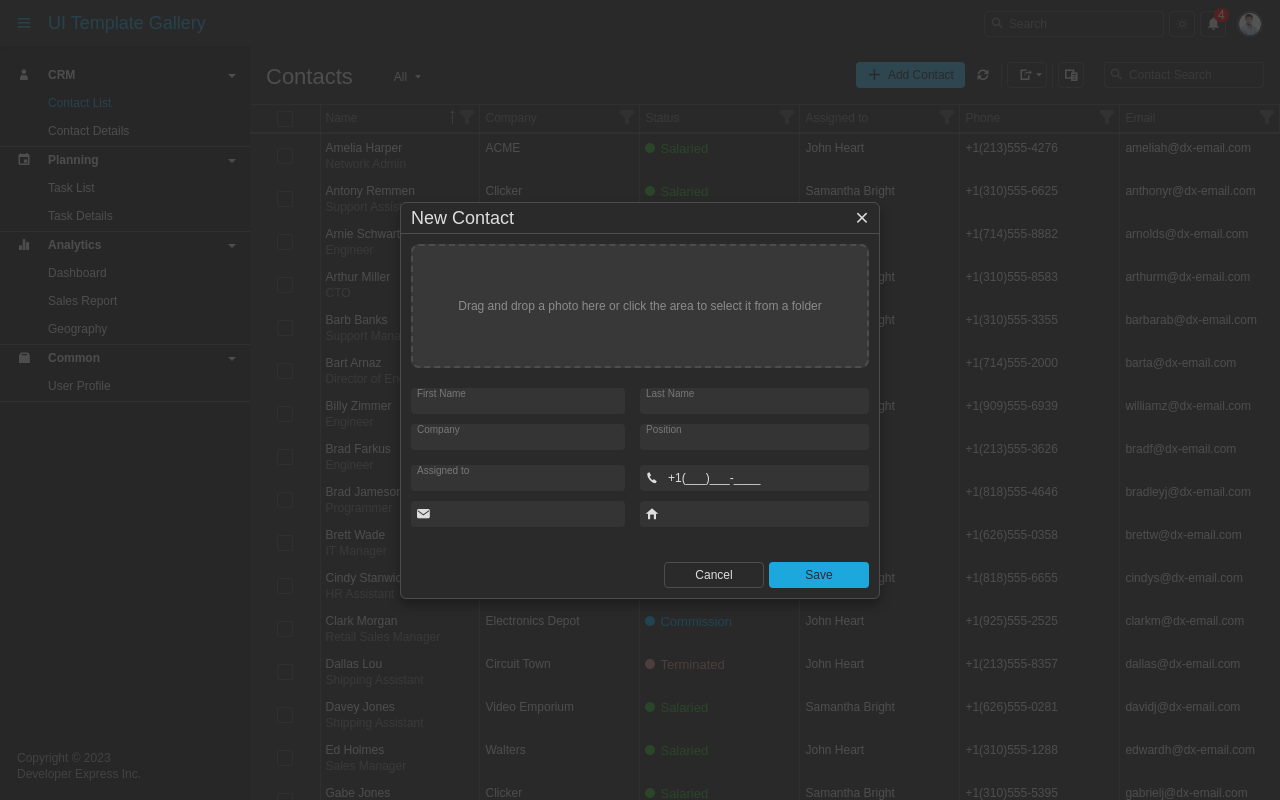 UI Template Gallery
Search
4
CRM
Contact List
Contact Details
Planning
Task List
Task Details
Analytics
Dashboard
Sales Report
Geography
Common
User Profile
Copyright © 2023
Developer Express Inc.
Contacts
All
Add Contact
Contact Search
Name Company Status Assigned to Phone Email
Amelia Harper ACME Salaried John Heart +1(213)555-4276 ameliah@dx-email.com
Network Admin
Antony Remmen Clicker Salaried Samantha Bright +1(310)555-6625 anthonyr@dx-email.com
Support Assis
Arnie Schwart +1(714)555-8882 arnolds@dx-email.com
Engineer
Arthur Miller ght +1(310)555-8583 arthurm@dx-email.com
CTO
Barb Banks ght +1(310)555-3355 barbarab@dx-email.com
Support Mana
Bart Arnaz +1(714)555-2000 barta@dx-email.com
Director of En
Billy Zimmer ght +1(909)555-6939 williamz@dx-email.com
Engineer
Brad Farkus +1(213)555-3626 bradf@dx-email.com
Engineer
Brad Jameson +1(818)555-4646 bradleyj@dx-email.com
Programmer
Brett Wade +1(626)555-0358 brettw@dx-email.com
IT Manager
Cindy Stanwic ght +1(818)555-6655 cindys@dx-email.com
HR Assistant
Clark Morgan Electronics Depot Commission John Heart +1(925)555-2525 clarkm@dx-email.com
Retail Sales Manager
Dallas Lou Circuit Town Terminated John Heart +1(213)555-8357 dallas@dx-email.com
Shipping Assistant
Davey Jones Video Emporium Salaried Samantha Bright +1(626)555-0281 davidj@dx-email.com
Shipping Assistant
Ed Holmes Walters Salaried John Heart +1(310)555-1288 edwardh@dx-email.com
Sales Manager
Gabe Jones Clicker Salaried Samantha Bright +1(310)555-5395 gabrielj@dx-email.com
New Contact
Drag and drop a photo here or click the area to select it from a folder
First Name Last Name
Company Position
Assigned to +1(___)___-____
Cancel Save